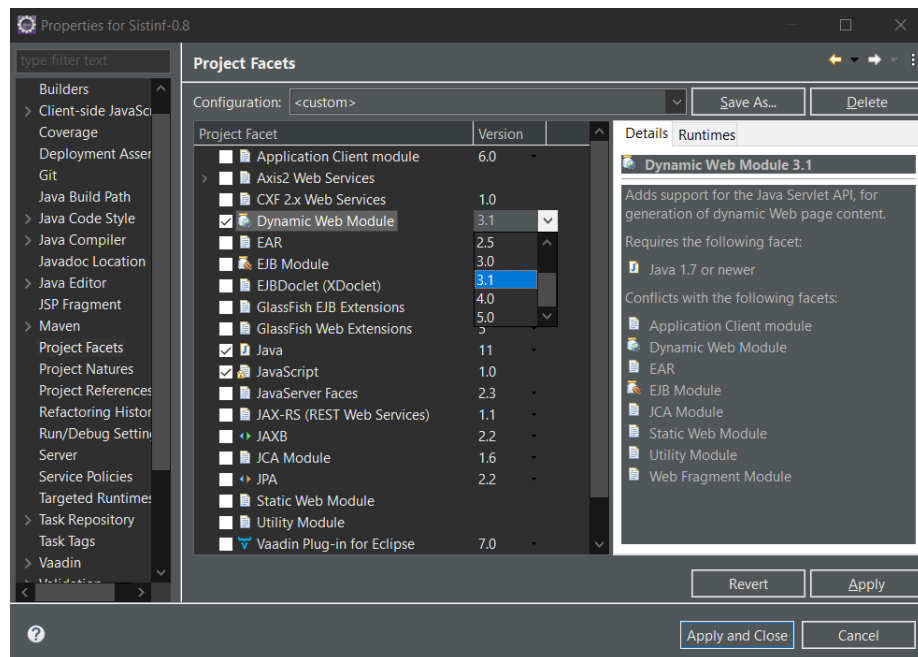 Properties for Sistinf-0.8
type filter text
Builders
Client-side JavaScr
Coverage
Deployment Asser
Git
Java Build Path
Java Code Style
Java Compiler
Javadoc Location
Java Editor
JSP Fragment
Maven
Project Facets
Project Natures
Project References
Refactoring Histor
Run/Debug Settin
Server
Service Policies
Targeted Runtimes
Task Repository
Task Tags
Vaadin
Project Facets
Configuration: <custom>
Save As...
Delete
Project Facet Version
Application Client module 6.0
Axis2 Web Services
CXF 2.x Web Services 1.0
Dynamic Web Module 3.1
EAR 2.5
EJB Module 3.0
EJBDoclet (XDoclet) 3.1
GlassFish EJB Extensions 4.0
GlassFish Web Extensions 5.0
Java 11
JavaScript 1.0
JavaServer Faces 2.3
JAX-RS (REST Web Services) 1.1
JAXB 2.2
JCA Module 1.6
JPA 2.2
Static Web Module
Utility Module
Vaadin Plug-in for Eclipse 7.0
Details Runtimes
Dynamic Web Module 3.1
Adds support for the Java Servlet API, for
generation of dynamic Web page content.
Requires the following facet:
Java 1.7 or newer
Conflicts with the following facets:
Application Client module
Dynamic Web Module
EAR
EJB Module
JCA Module
Static Web Module
Utility Module
Web Fragment Module
Revert
Apply
Apply and Close
Cancel